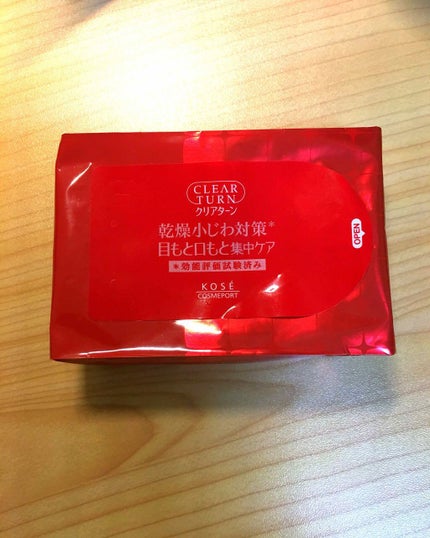 CLEAR
TURN
クリアターン
乾燥小じわ対策*
目もと口もと集中ケア
*効能評価試験済み
KOSÉ
COSMEPORT
OPEN